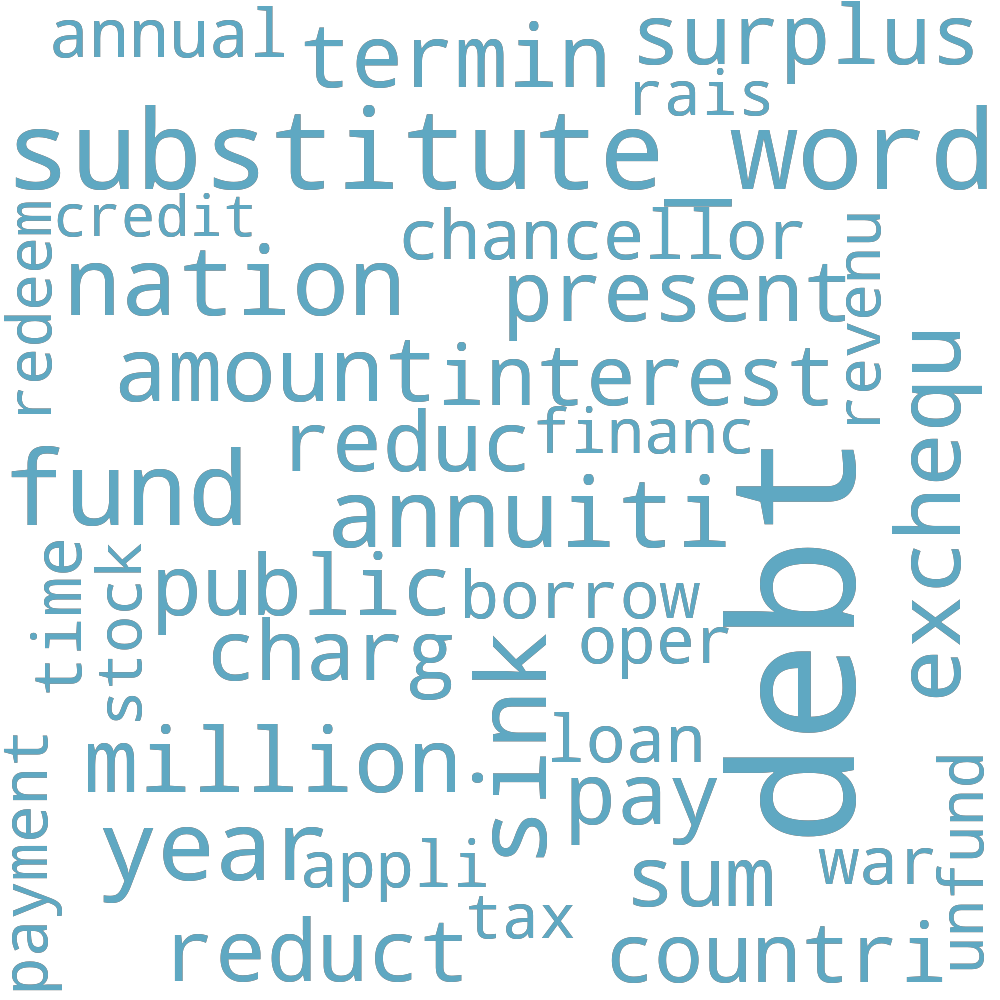 annual
termin
surplus
rais
substitute_word
redeem
credit
chancellor
revenu
nation
present
exchequ
amount
interest
reduc
financ
fund
annuiti
debt
time
stock
public
borrow
charg
oper
sink
million
loan
payment
pay
unfund
year
appli
sum
war
tax
reduct
countri